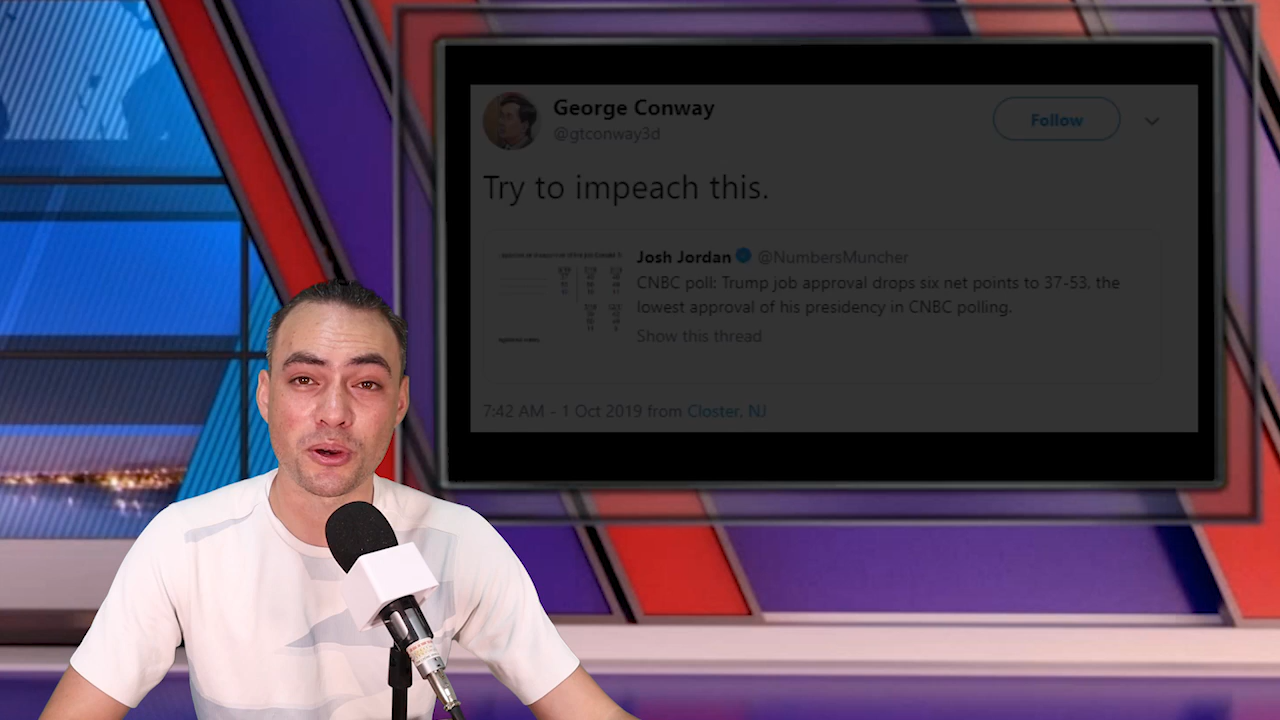 George Conway
@gtconway3d
Follow
Try to impeach this.
Josh Jordan @NumbersMuncher
CNBC poll: Trump job approval drops six net points to 37-53, the
lowest approval of his presidency in CNBC polling.
Show this thread
7:42 AM - 1 Oct 2019 from Closter, NJ